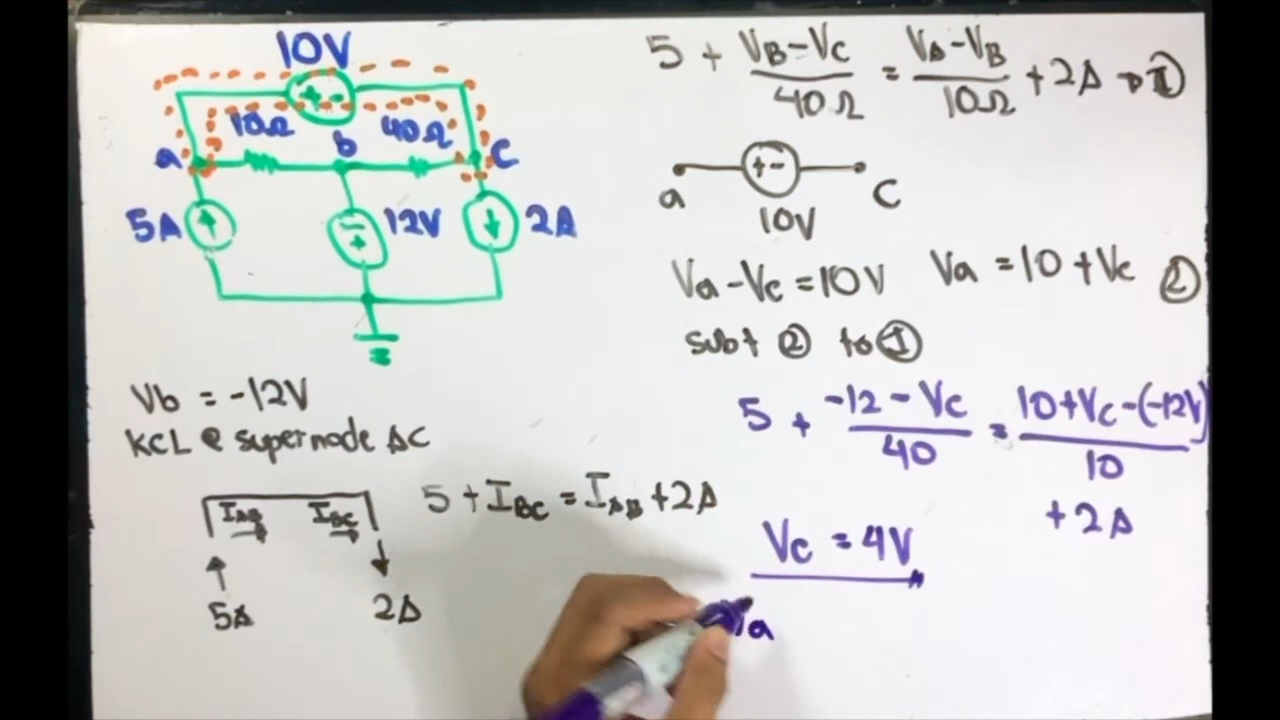 10V
10Ω
40Ω
a
b
c
5A
12V
2A
Vb = -12V
KCL @ supernode AC
IAB
IBC
5A
2A
5 + IBC = IAB + 2A
5 + VB-VC/40Ω = VA-VB/10Ω + 2A → ①
a
C
10V
Va-Vc = 10V
Va = 10 + Vc ②
subt ② to ①
5 + -12 - Vc/40 = 10+Vc-(-12V)/10
+ 2A
Vc = 4V
Va